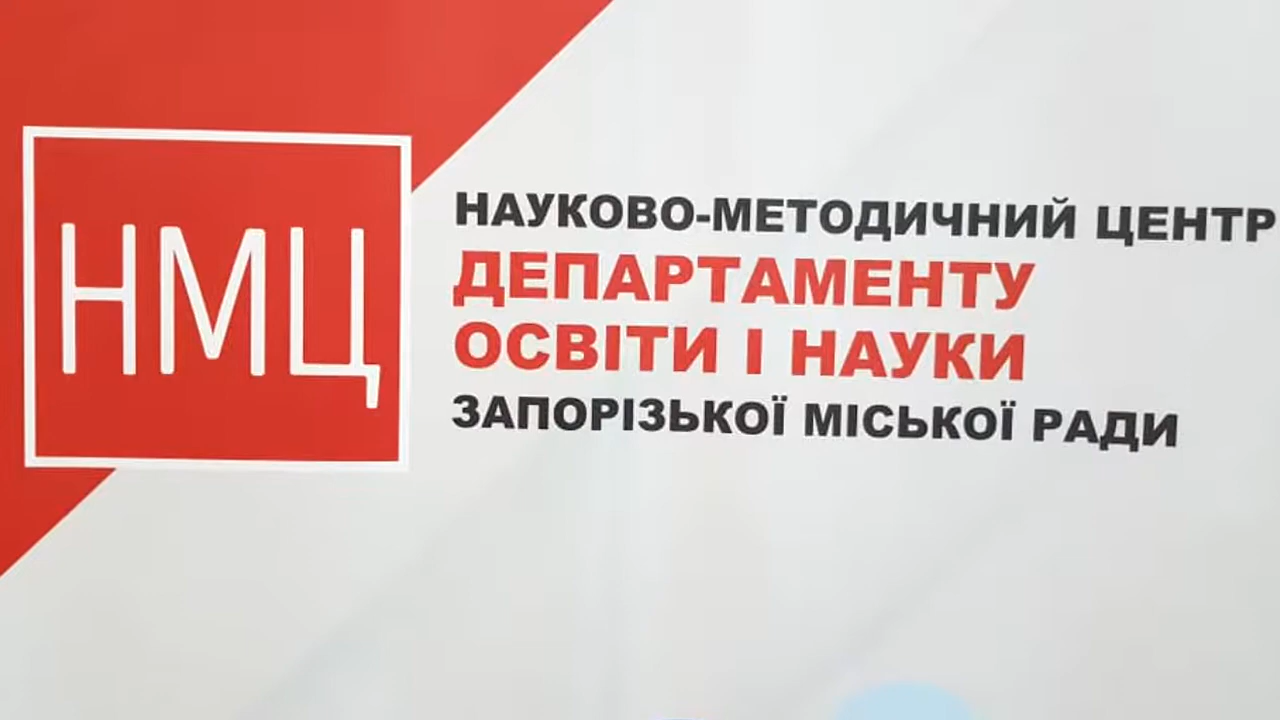 НМЦ
НАУКОВО-МЕТОДИЧНИЙ ЦЕНТР
ДЕПАРТАМЕНТУ
ОСВІТИ І НАУКИ
ЗАПОРІЗЬКОЇ МІСЬКОЇ РАДИ